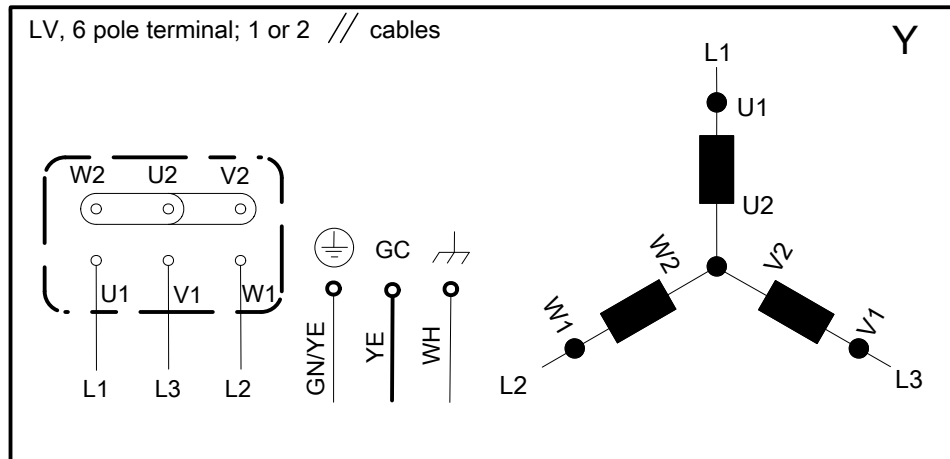 LV, 6 pole terminal; 1 or 2 // cables
Y
W2 U2 V2
U1 V1 W1
L1 L3 L2
GC
GN/YE YE WH
L1
U1
U2
W2 V2
W1 V1
L2 L3